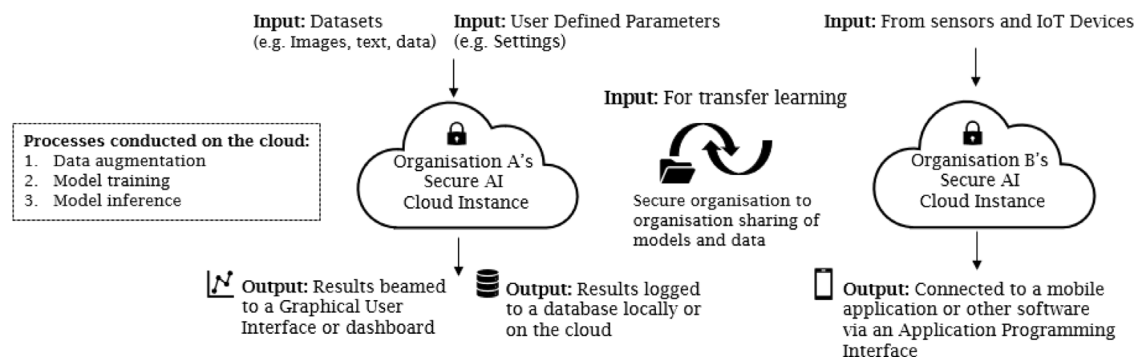 Input: Datasets
(e.g. Images, text, data)
Input: User Defined Parameters
(e.g. Settings)
Input: From sensors and IoT Devices
Input: For transfer learning
Processes conducted on the cloud:
1. Data augmentation
2. Model training
3. Model inference
Organisation A's
Secure AI
Cloud Instance
Secure organisation to
organisation sharing of
models and data
Organisation B's
Secure AI
Cloud Instance
Output: Results beamed
to a Graphical User
Interface or dashboard
Output: Results logged
to a database locally or
on the cloud
Output: Connected to a mobile
application or other software
via an Application Programming
Interface